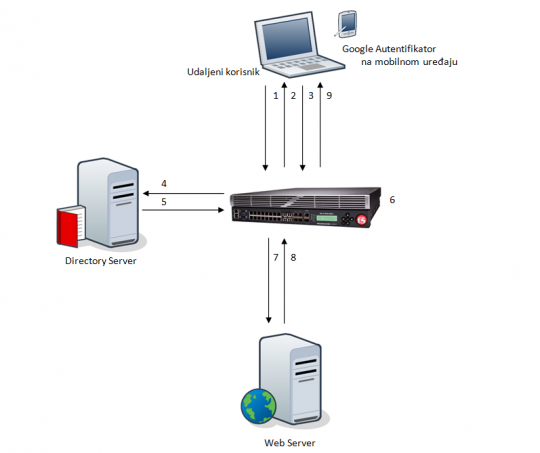 Google Autentifikator
na mobilnom uređaju
Udaljeni korisnik
1
2
3
9
4
5
6
Directory Server
7
8
Web Server